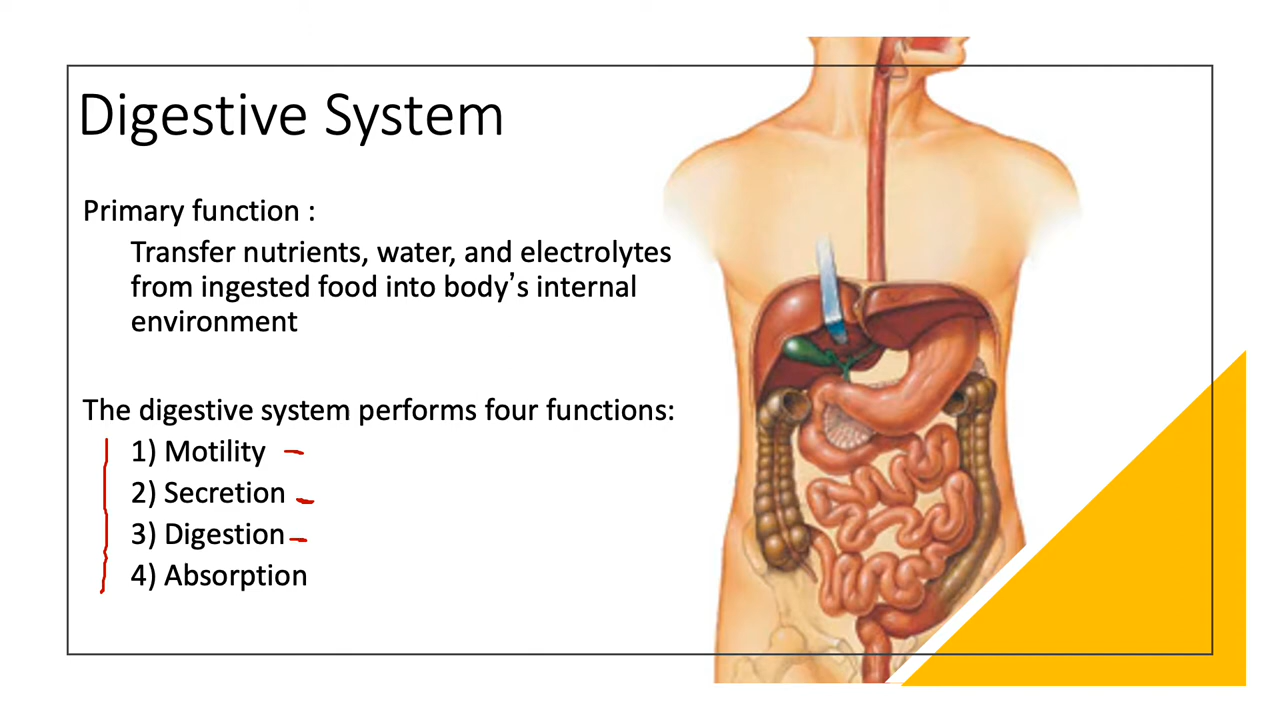 Digestive System
Primary function :
Transfer nutrients, water, and electrolytes
from ingested food into body’s internal
environment
The digestive system performs four functions:
1) Motility
2) Secretion
3) Digestion
4) Absorption